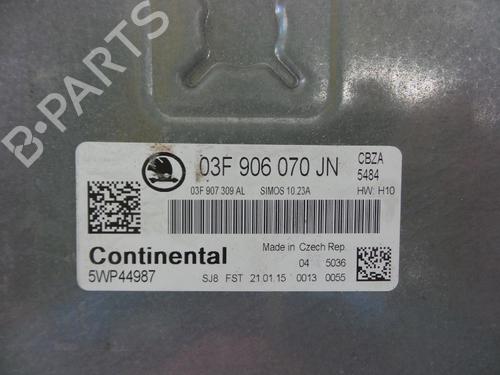 B-PARTS
03F 906 070 JN
CBZA
5484
03F 907 309 AL SIMOS 10.23A HW: H10
Continental
5WP44987
Made in Czech Rep.
04 5036
SJ8 FST 21 01.15 0013 0055